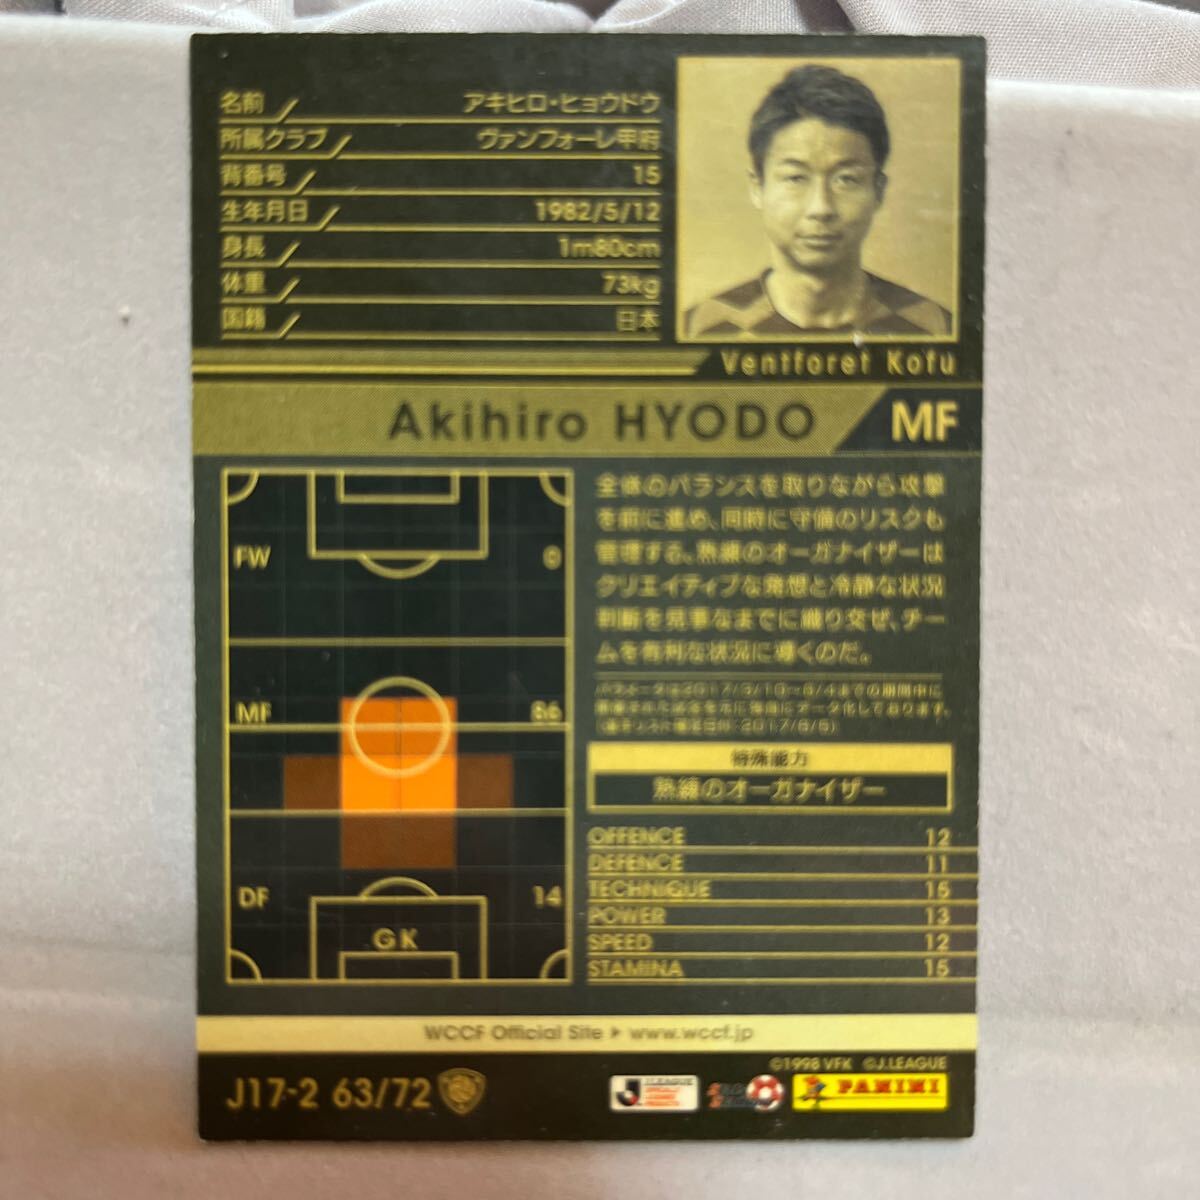 名前 アキヒロ・ヒョウドウ
所属クラブ ヴァンフォーレ甲府
背番号 15
生年月日 1982/5/12
身長 1m80cm
体重 73kg
国籍 日本
Ventforet Kofu
Akihiro HYODO MF
FW 0
MF 86
DF 14
GK
全体のバランスを取りながら攻撃
を前に進め、同時に守備のリスクも
管理する。熟練のオーガナイザーは
クリエイティブな発想と冷静な状況
判断を見事なまでに織り交ぜ、チー
ムを有利な状況に導くのだ。
特殊能力
熟練のオーガナイザー
OFFENCE 12
DEFENCE 11
TECHNIQUE 15
POWER 13
SPEED 12
STAMINA 15
WCCF Official Site ▶ www.wccf.jp
©1998 VFK ©J.LEAGUE
J17-2 63/72
J.LEAGUE
PANINI